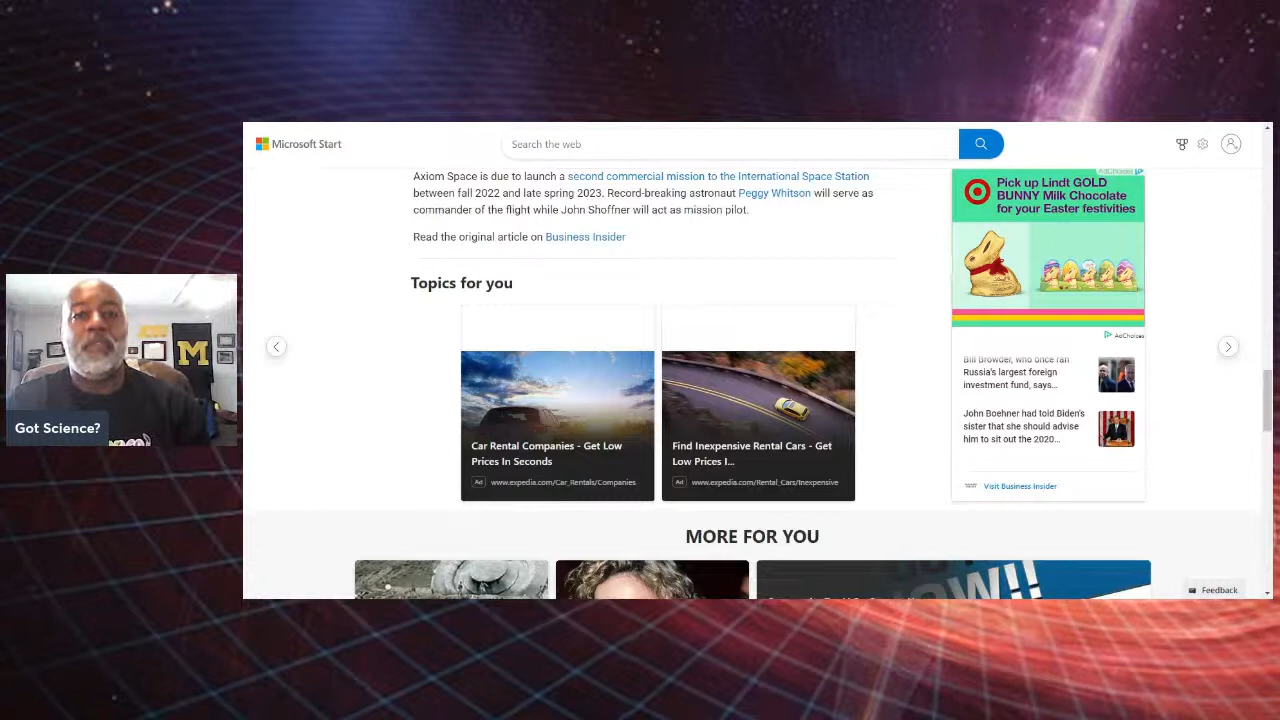 Microsoft Start
Search the web
Axiom Space is due to launch a second commercial mission to the International Space Station
between fall 2022 and late spring 2023. Record-breaking astronaut Peggy Whitson will serve as
commander of the flight while John Shoffner will act as mission pilot.
Read the original article on Business Insider
Topics for you
Car Rental Companies - Get Low
Prices In Seconds
Ad www.expedia.com/Car_Rentals/Companies
Find Inexpensive Rental Cars - Get
Low Prices I...
Ad www.expedia.com/Rental_Cars/Inexpensive
AdChoices
Pick up Lindt GOLD
BUNNY Milk Chocolate
for your Easter festivities
AdChoices
Bill Browder, who once ran
Russia's largest foreign
investment fund, says...
John Boehner had told Biden's
sister that she should advise
him to sit out the 2020...
Visit Business Insider
MORE FOR YOU
OW!!
Feedback
M
Got Science?